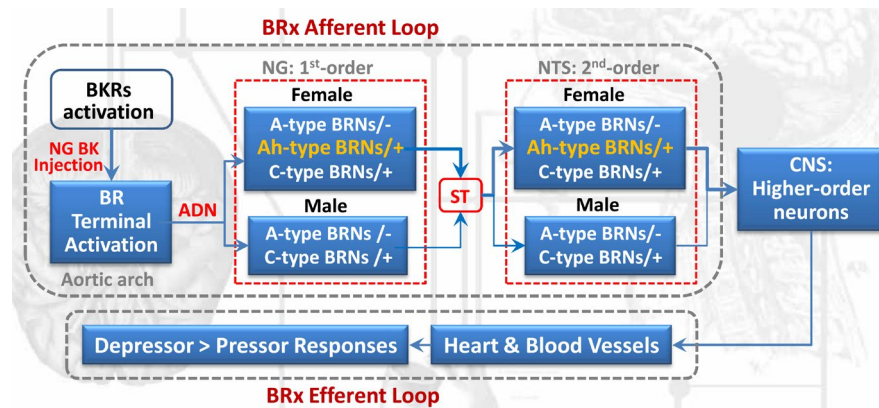 BRx Afferent Loop
BKRs
activation
NG BK
Injection
BR
Terminal
Activation
Aortic arch
ADN
NG: 1st-order
Female
A-type BRNs/-
Ah-type BRNs/+
C-type BRNs/+
Male
A-type BRNs /-
C-type BRNs /+
ST
NTS: 2nd-order
Female
A-type BRNs/-
Ah-type BRNs/+
C-type BRNs/+
Male
A-type BRNs/-
C-type BRNs/+
CNS:
Higher-order
neurons
Depressor > Pressor Responses
Heart & Blood Vessels
BRx Efferent Loop